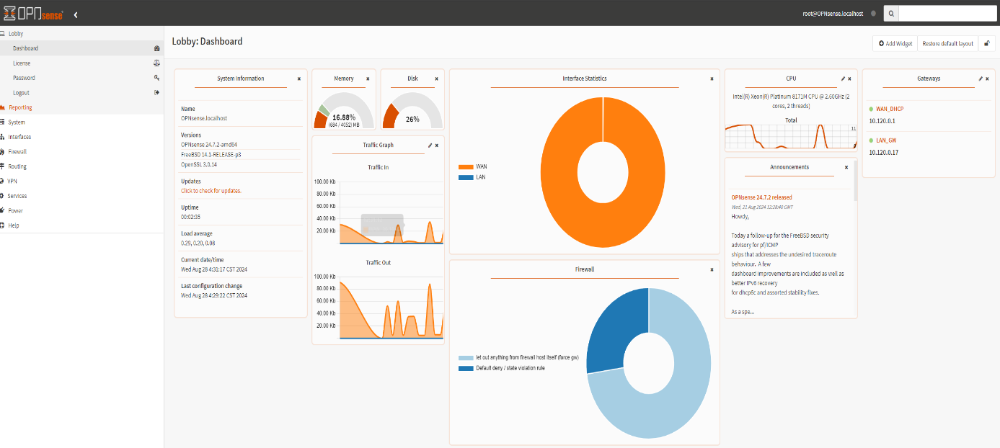 OPNsense
root@OPNsense.localhost
Lobby
Dashboard
License
Password
Logout
Reporting
System
Interfaces
Firewall
Routing
VPN
Services
Power
Help
Lobby: Dashboard
Add Widget
Restore default layout
System Information
Name
OPNsense.localhost
Versions
OPNsense 24.7.2-amd64
FreeBSD 14.1-RELEASE-p3
OpenSSL 3.0.14
Updates
Click to check for updates.
Uptime
00:02:35
Load average
0.29, 0.20, 0.08
Current date/time
Wed Aug 28 4:31:17 CST 2024
Last configuration change
Wed Aug 28 4:29:22 CST 2024
Memory
16.88%
(684 / 4052) MB
Disk
26%
Traffic Graph
Traffic In
100.00 Kb
80.00 Kb
60.00 Kb
40.00 Kb
20.00 Kb
Traffic Out
100.00 Kb
80.00 Kb
60.00 Kb
40.00 Kb
20.00 Kb
Interface Statistics
WAN
LAN
Firewall
let out anything from firewall host itself (force gw)
Default deny / state violation rule
CPU
Intel(R) Xeon(R) Platinum 8171M CPU @ 2.60GHz (2
cores, 2 threads)
Total
11
Announcements
OPNsense 24.7.2 released
Wed, 21 Aug 2024 12:28:40 GMT
Howdy,
Today a follow-up for the FreeBSD security
advisory for pf/ICMP
ships that addresses the undesired traceroute
behaviour. A few
dashboard improvements are included as well as
better IPv6 recovery
for dhcp6c and assorted stability fixes.
As a spe...
Gateways
WAN_DHCP
10.120.0.1
LAN_GW
10.120.0.17